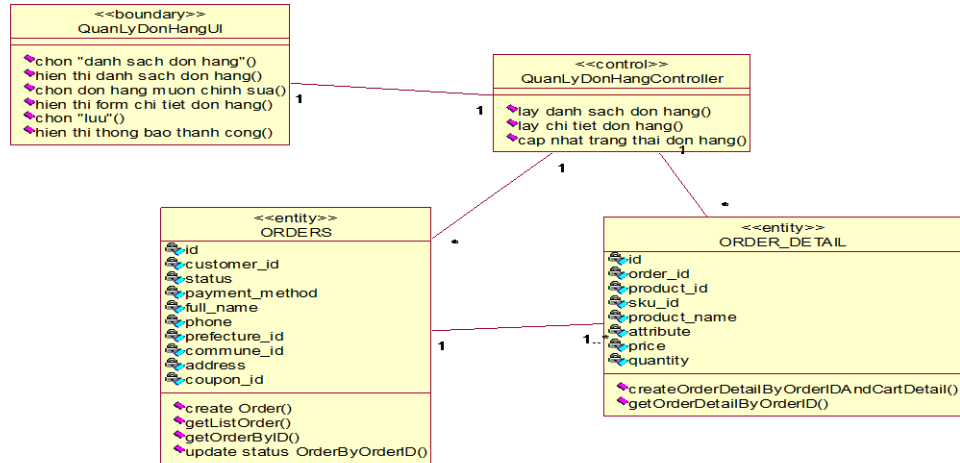 <<boundary>>
QuanLyDonHangUI
chon "danh sach don hang"()
hien thi danh sach don hang()
chon don hang muon chinh sua()
hien thi form chi tiet don hang()
chon "luu"()
hien thi thong bao thanh cong()
1
1
<<control>>
QuanLyDonHangController
lay danh sach don hang()
lay chi tiet don hang()
cap nhat trang thai don hang()
1
1
*
*
<<entity>>
ORDERS
id
customer_id
status
payment_method
full_name
phone
prefecture_id
commune_id
address
coupon_id
create Order()
getListOrder()
getOrderByID()
update status OrderByOrderID()
1
1..*
<<entity>>
ORDER_DETAIL
id
order_id
product_id
sku_id
product_name
attribute
price
quantity
createOrderDetailByOrderIDAndCartDetail()
getOrderDetailByOrderID()